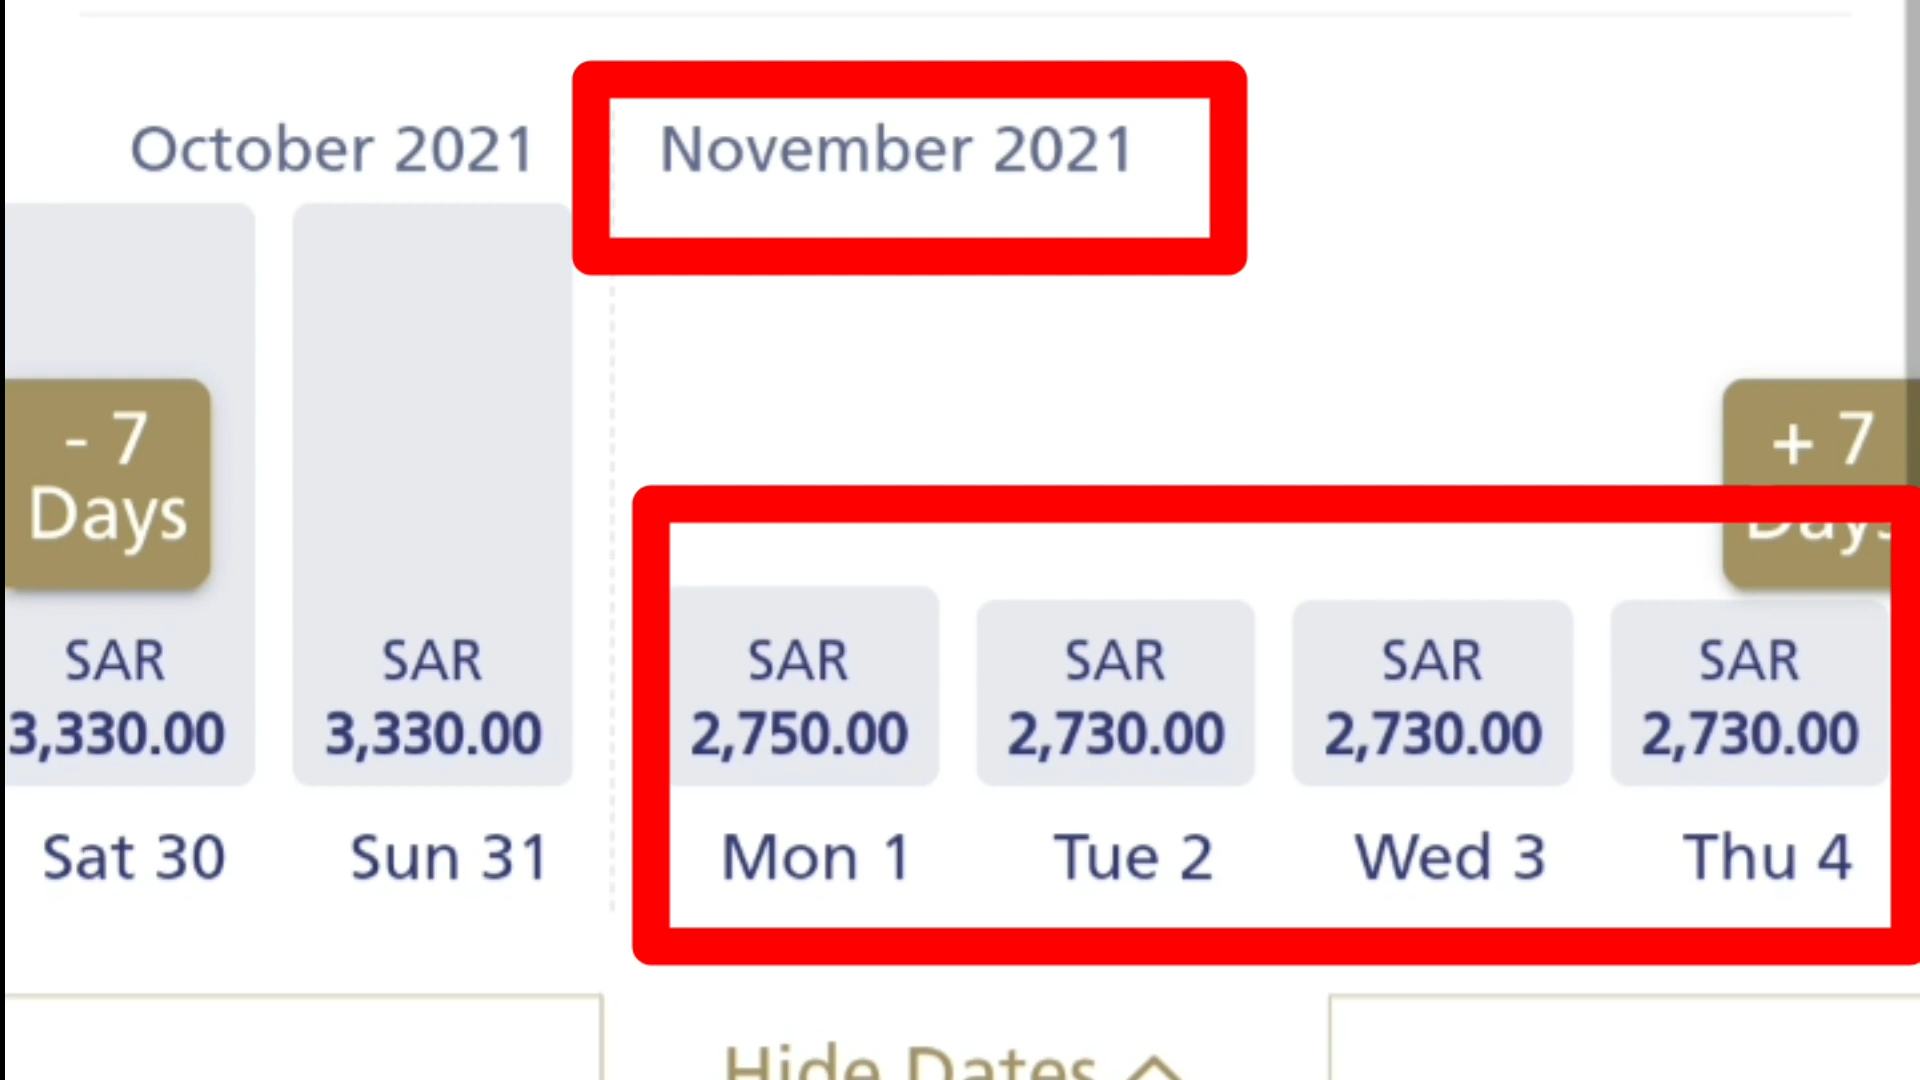 October 2021
November 2021
- 7
Days
+ 7
Days
SAR
3,330.00
SAR
3,330.00
SAR
2,750.00
SAR
2,730.00
SAR
2,730.00
SAR
2,730.00
Sat 30
Sun 31
Mon 1
Tue 2
Wed 3
Thu 4
Hide Dates